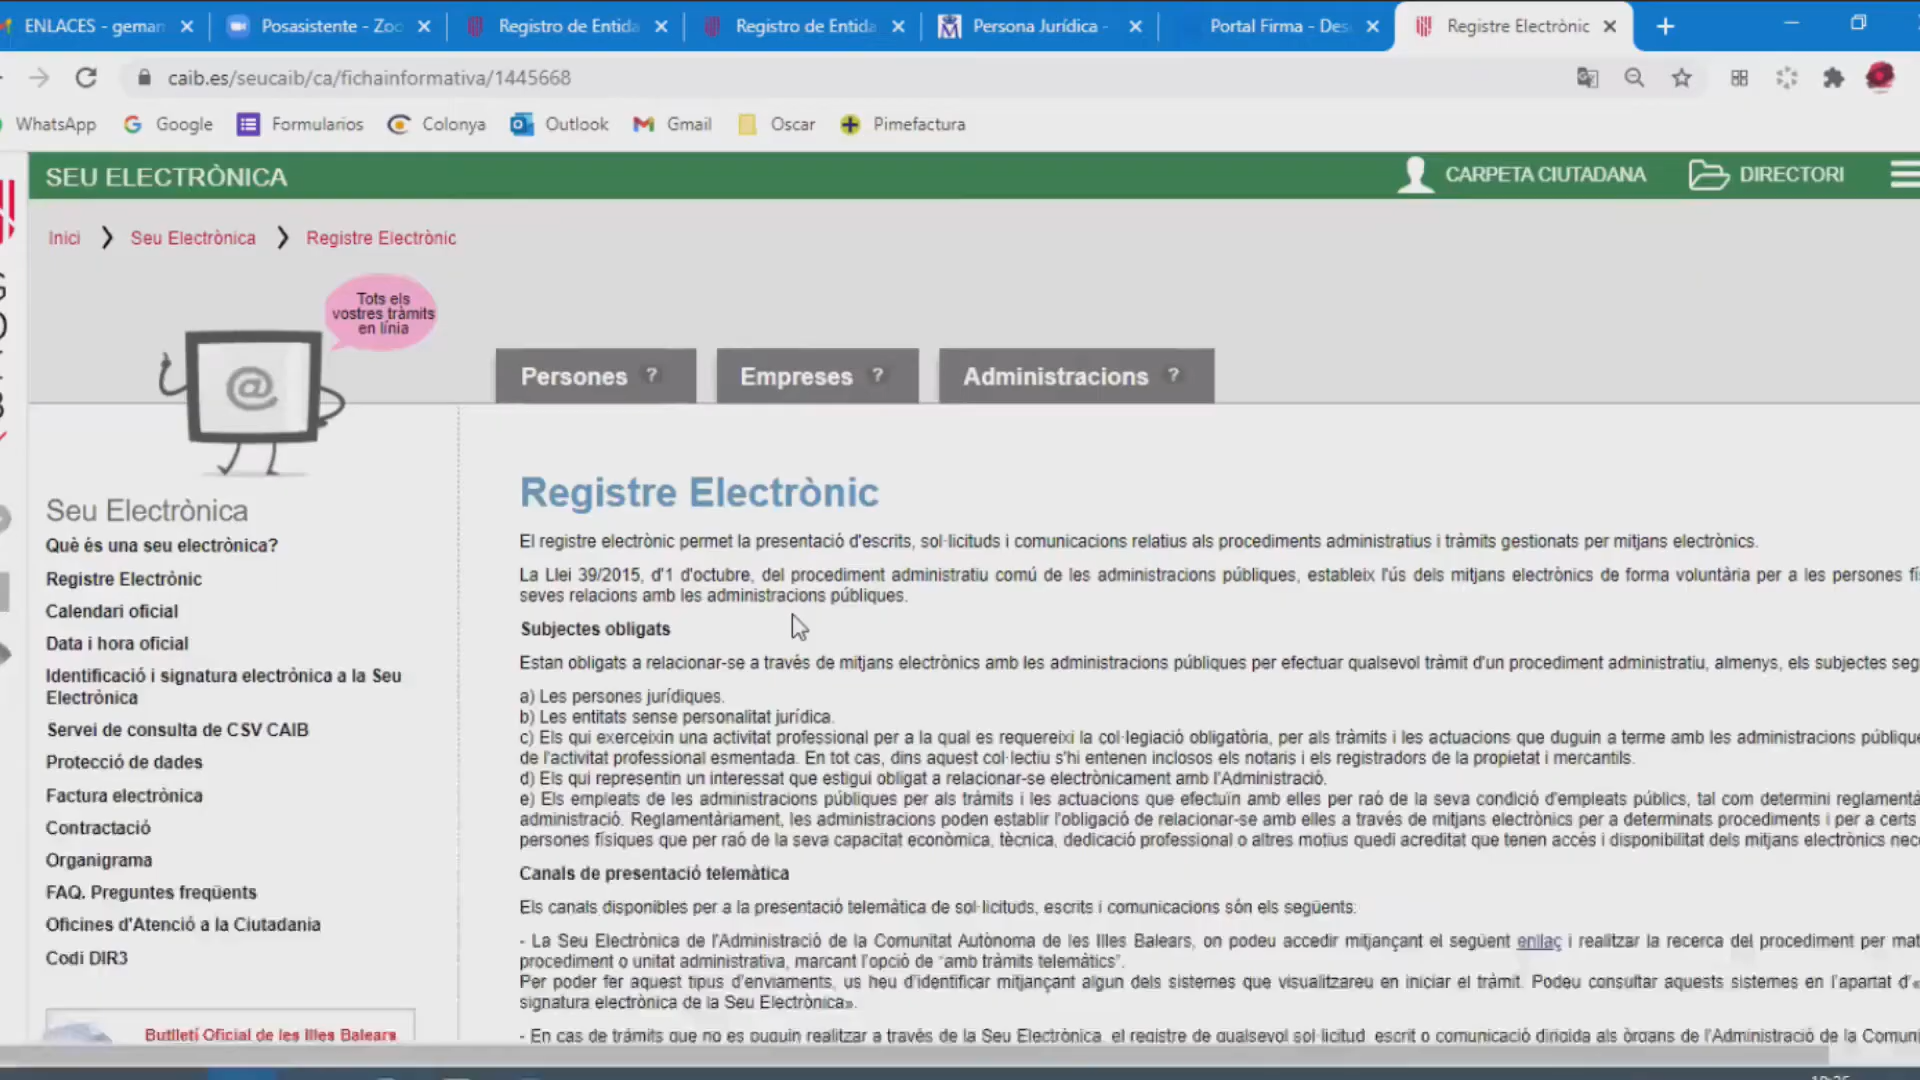 ENLACES - geman
Posasistente - Zoo
Registro de Entida
Registro de Entida
Persona Jurídica -
Portal Firma - Des
Registre Electrònic
caib.es/seucaib/ca/fichainformativa/1445668
WhatsApp
Google
Formularios
Colonya
Outlook
Gmail
Oscar
Pimefactura
SEU ELECTRÒNICA
CARPETA CIUTADANA
DIRECTORI
Inici
Seu Electrònica
Registre Electrònic
Tots els
vostres tràmits
en línia
@
Persones ?
Empreses ?
Administracions ?
Seu Electrònica
Què és una seu electrònica?
Registre Electrònic
Calendari oficial
Data i hora oficial
Identificació i signatura electrònica a la Seu
Electrònica
Servei de consulta de CSV CAIB
Protecció de dades
Factura electrònica
Contractació
Organigrama
FAQ. Preguntes freqüents
Oficines d'Atenció a la Ciutadania
Codi DIR3
Butlletí Oficial de les Illes Balears
Registre Electrònic
El registre electrònic permet la presentació d'escrits, sol·licituds i comunicacions relatius als procediments administratius i tràmits gestionats per mitjans electrònics.
La Llei 39/2015, d'1 d'octubre, del procediment administratiu comú de les administracions públiques, estableix l'ús dels mitjans electrònics de forma voluntària per a les persones
seves relacions amb les administracions públiques.
Subjectes obligats
Estan obligats a relacionar-se a través de mitjans electrònics amb les administracions públiques per efectuar qualsevol tràmit d'un procediment administratiu, almenys, els subjectes
a) Les persones jurídiques.
b) Les entitats sense personalitat jurídica.
c) Els qui exerceixin una activitat professional per a la qual es requereixi la col·legiació obligatòria, per als tràmits i les actuacions que duguin a terme amb les administracions
de l'activitat professional esmentada. En tot cas, dins aquest col·lectiu s'hi entenen inclosos els notaris i els registradors de la propietat i mercantils.
d) Els qui representin un interessat que estigui obligat a relacionar-se electrònicament amb l'Administració.
e) Els empleats de les administracions públiques per als tràmits i les actuacions que efectuïn amb elles per raó de la seva condició d'empleats públics, tal com determini
administració. Reglamentàriament, les administracions poden establir l'obligació de relacionar-se amb elles a través de mitjans electrònics per a determinats procediments i per a certs
persones físiques que per raó de la seva capacitat econòmica, tècnica, dedicació professional o altres motius quedi acreditat que tenen accés i disponibilitat dels mitjans electrònics
Canals de presentació telemàtica
Els canals disponibles per a la presentació telemàtica de sol·licituds, escrits i comunicacions són els següents:
- La Seu Electrònica de l'Administració de la Comunitat Autònoma de les Illes Balears, on podeu accedir mitjançant el següent enllaç i realitzar la recerca del procediment per
procediment o unitat administrativa, marcant l'opció de “amb tràmits telemàtics”.
Per poder fer aquest tipus d'enviaments, us heu d'identificar mitjançant algun dels sistemes que visualitzareu en iniciar el tràmit. Podeu consultar aquests sistemes en l'apartat
signatura electrònica de la Seu Electrònica».
- En cas de tràmits que no es puguin realitzar a través de la Seu Electrònica, el registre de qualsevol sol·licitud, escrit o comunicació dirigida als òrgans de l'Administració de la